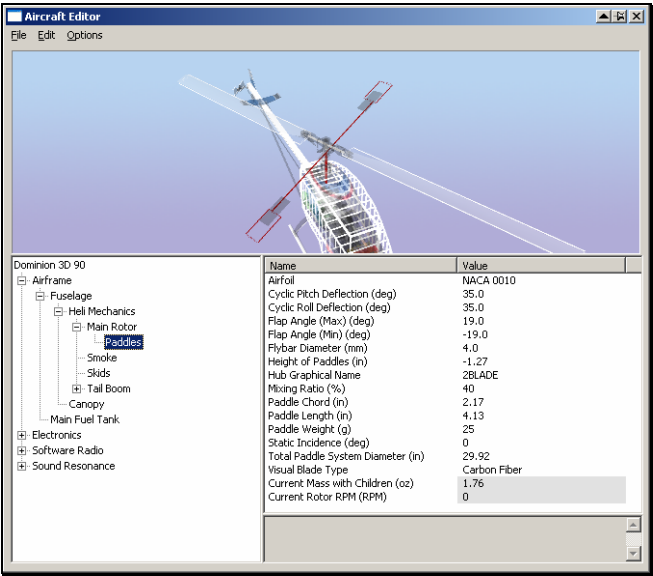 Aircraft Editor
File Edit Options
Dominion 3D 90
Airframe
Fuselage
Heli Mechanics
Main Rotor
Paddles
Smoke
Skids
Tail Boom
Canopy
Main Fuel Tank
Electronics
Software Radio
Sound Resonance
Name Value
Airfoil NACA 0010
Cyclic Pitch Deflection (deg) 35.0
Cyclic Roll Deflection (deg) 35.0
Flap Angle (Max) (deg) 19.0
Flap Angle (Min) (deg) -19.0
Flybar Diameter (mm) 4.0
Height of Paddles (in) -1.27
Hub Graphical Name 2BLADE
Mixing Ratio (%) 40
Paddle Chord (in) 2.17
Paddle Length (in) 4.13
Paddle Weight (g) 25
Static Incidence (deg) 0
Total Paddle System Diameter (in) 29.92
Visual Blade Type Carbon Fiber
Current Mass with Children (oz) 1.76
Current Rotor RPM (RPM) 0